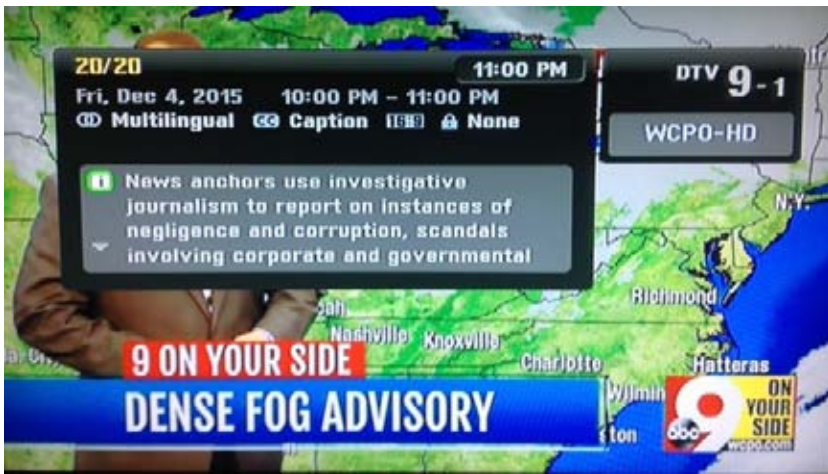 20/20
11:00 PM
Fri, Dec 4, 2015 10:00 PM – 11:00 PM
Multilingual CC Caption 16:9 None
DTV 9-1
WCPO-HD
i News anchors use investigative
journalism to report on instances of
negligence and corruption, scandals
involving corporate and governmental
N.Y.
Richmond
Nashville Knoxville
Charlotte
Hatteras
9 ON YOUR SIDE
DENSE FOG ADVISORY
abc 9 ON
YOUR
SIDE
wcpo.com